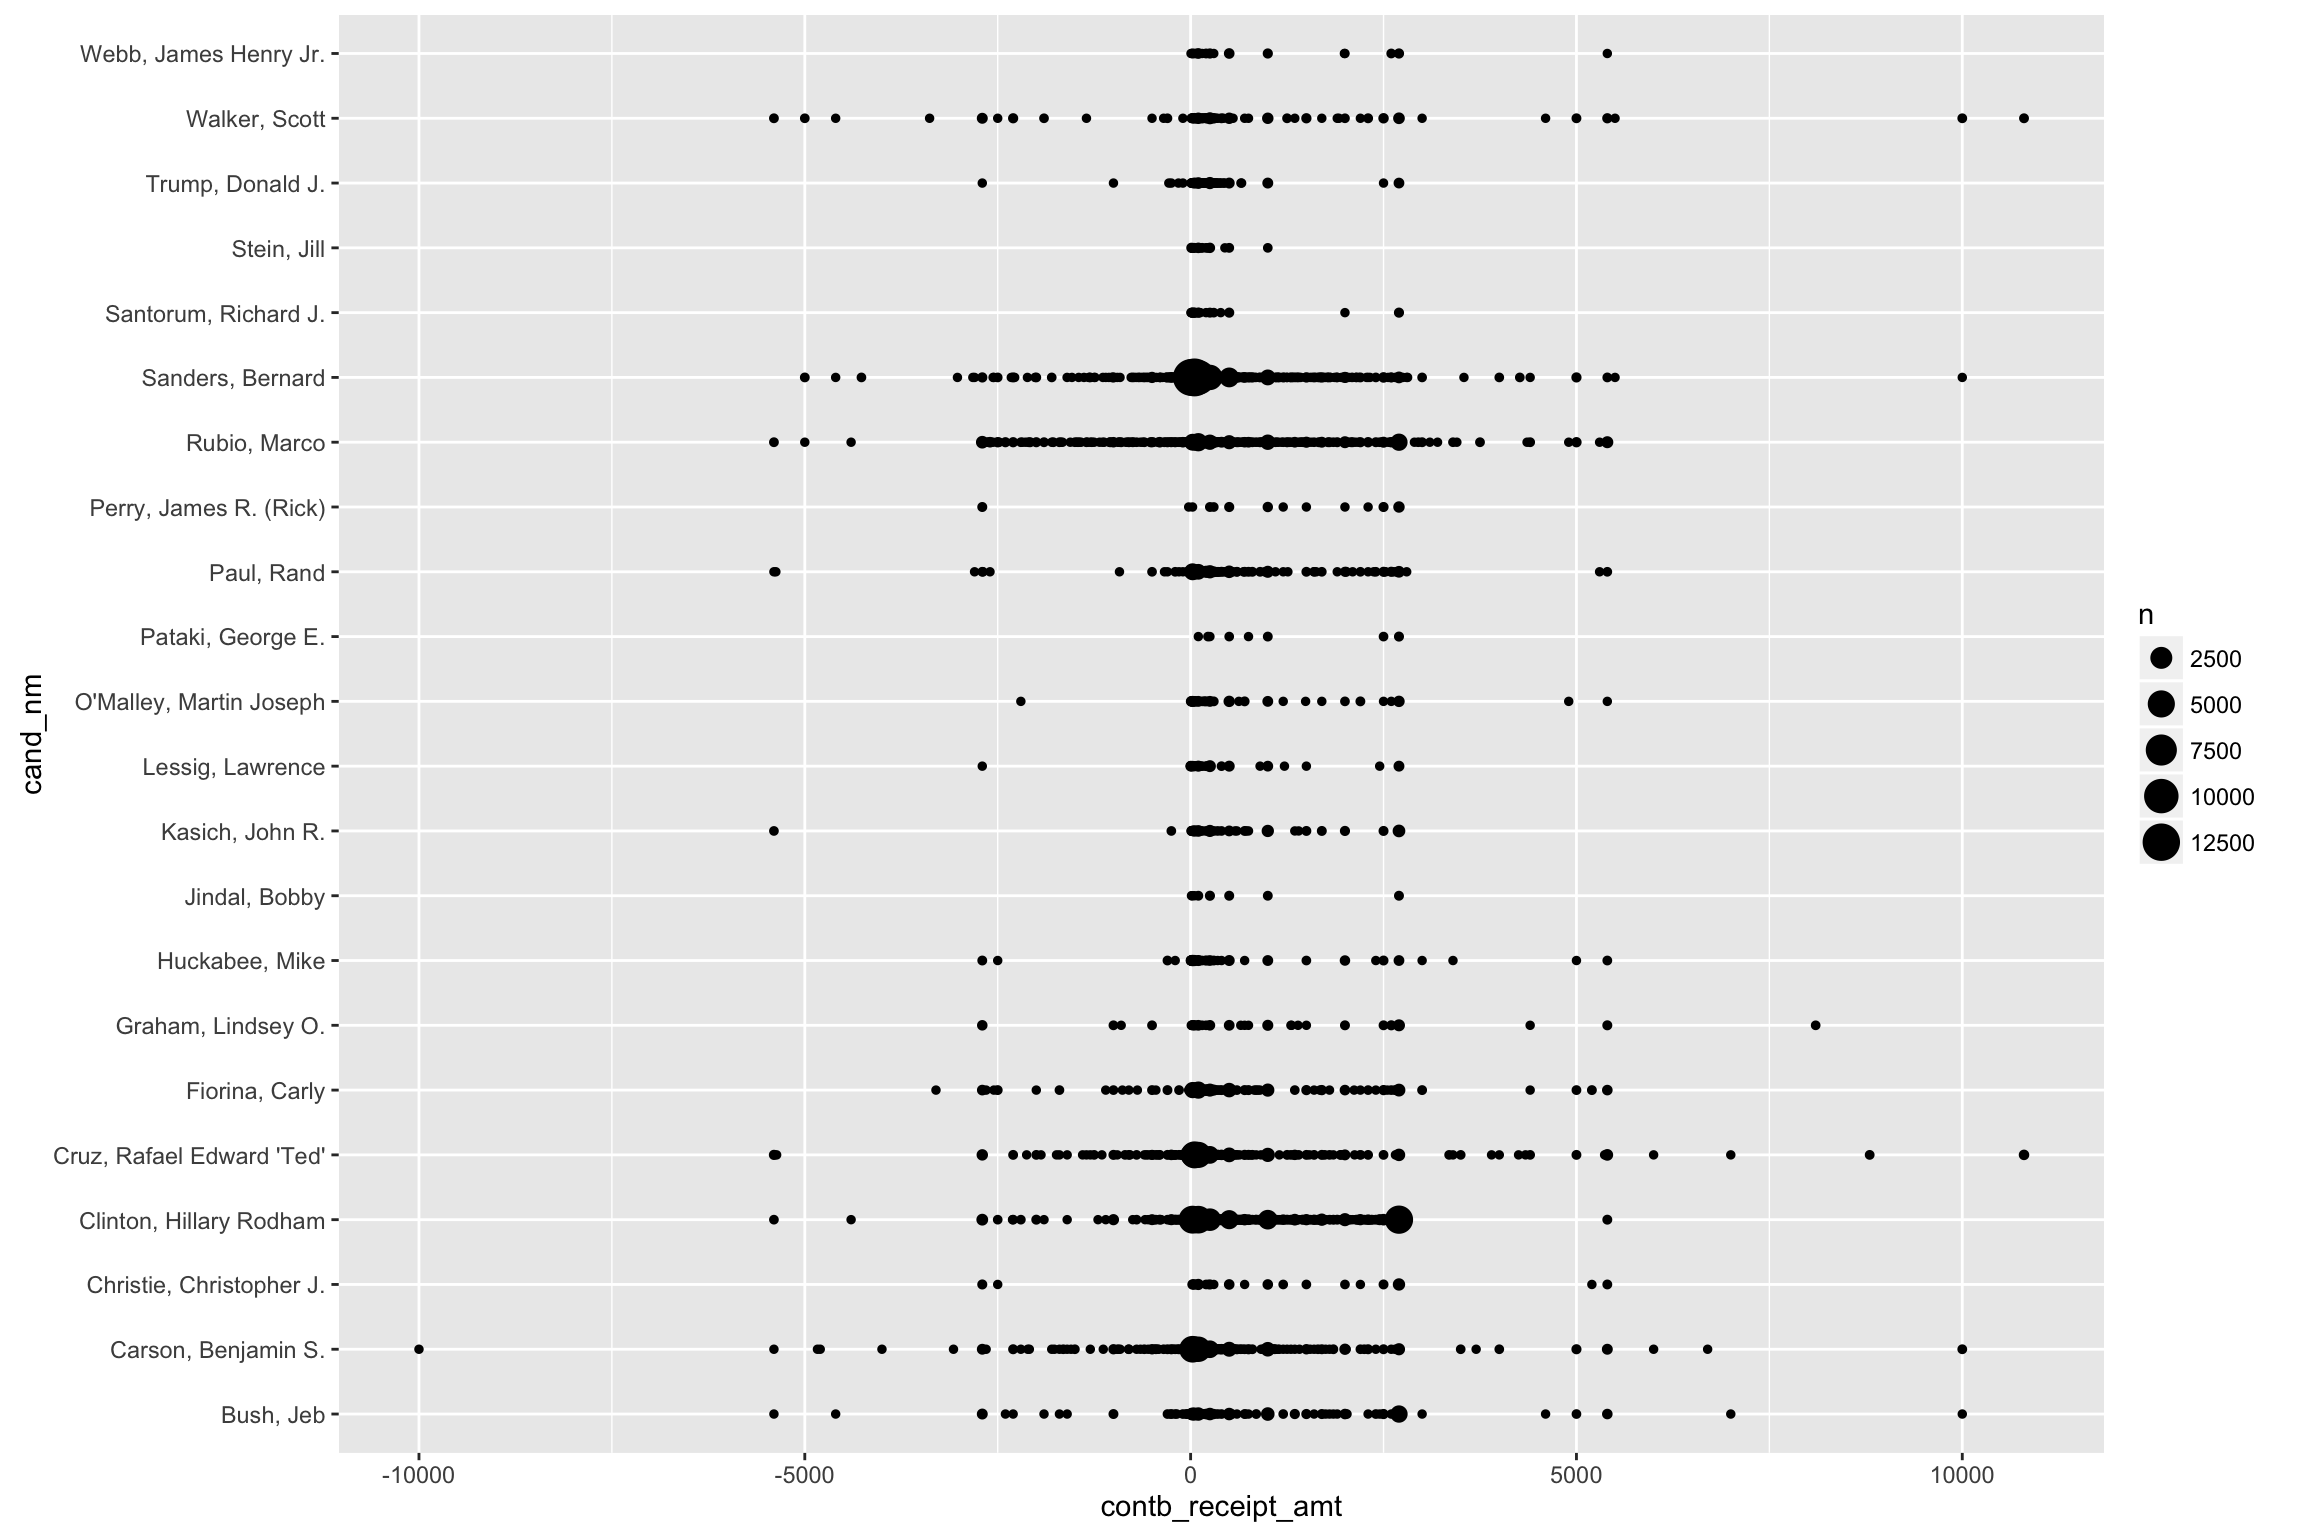 Webb, James Henry Jr.
Walker, Scott
Trump, Donald J.
Stein, Jill
Santorum, Richard J.
Sanders, Bernard
Rubio, Marco
Perry, James R. (Rick)
Paul, Rand
Pataki, George E.
O'Malley, Martin Joseph
Lessig, Lawrence
Kasich, John R.
Jindal, Bobby
Huckabee, Mike
Graham, Lindsey O.
Fiorina, Carly
Cruz, Rafael Edward 'Ted'
Clinton, Hillary Rodham
Christie, Christopher J.
Carson, Benjamin S.
Bush, Jeb
cand_nm
-10000 -5000 0 5000 10000
contb_receipt_amt
n
2500
5000
7500
10000
12500